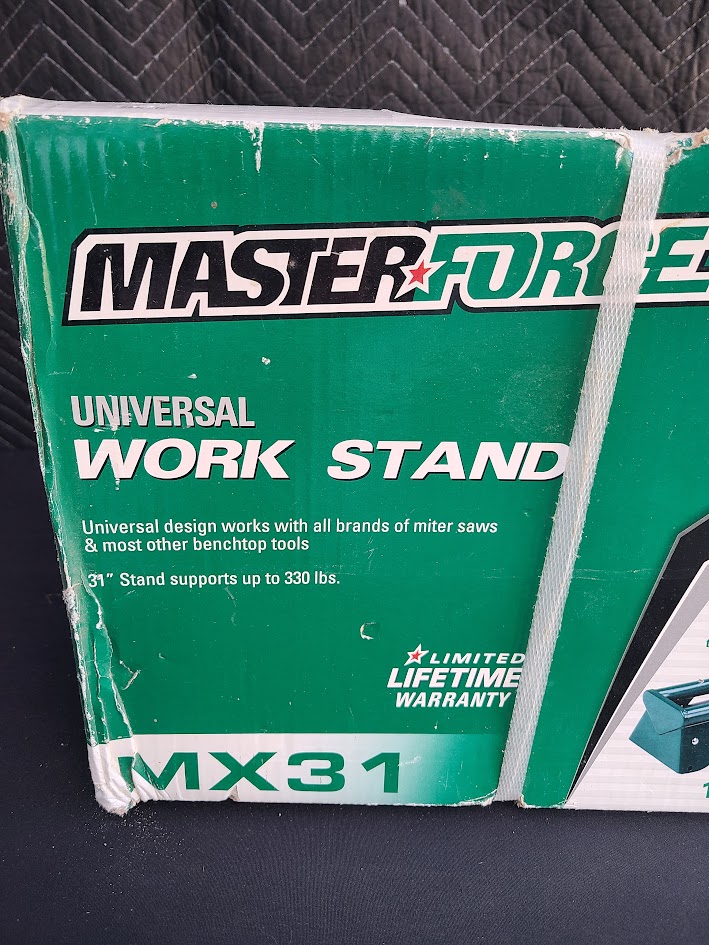 MASTERFORCE
UNIVERSAL
WORK STAND
Universal design works with all brands of miter saws
& most other benchtop tools
31" Stand supports up to 330 lbs.
LIMITED
LIFETIME
WARRANTY
MX31